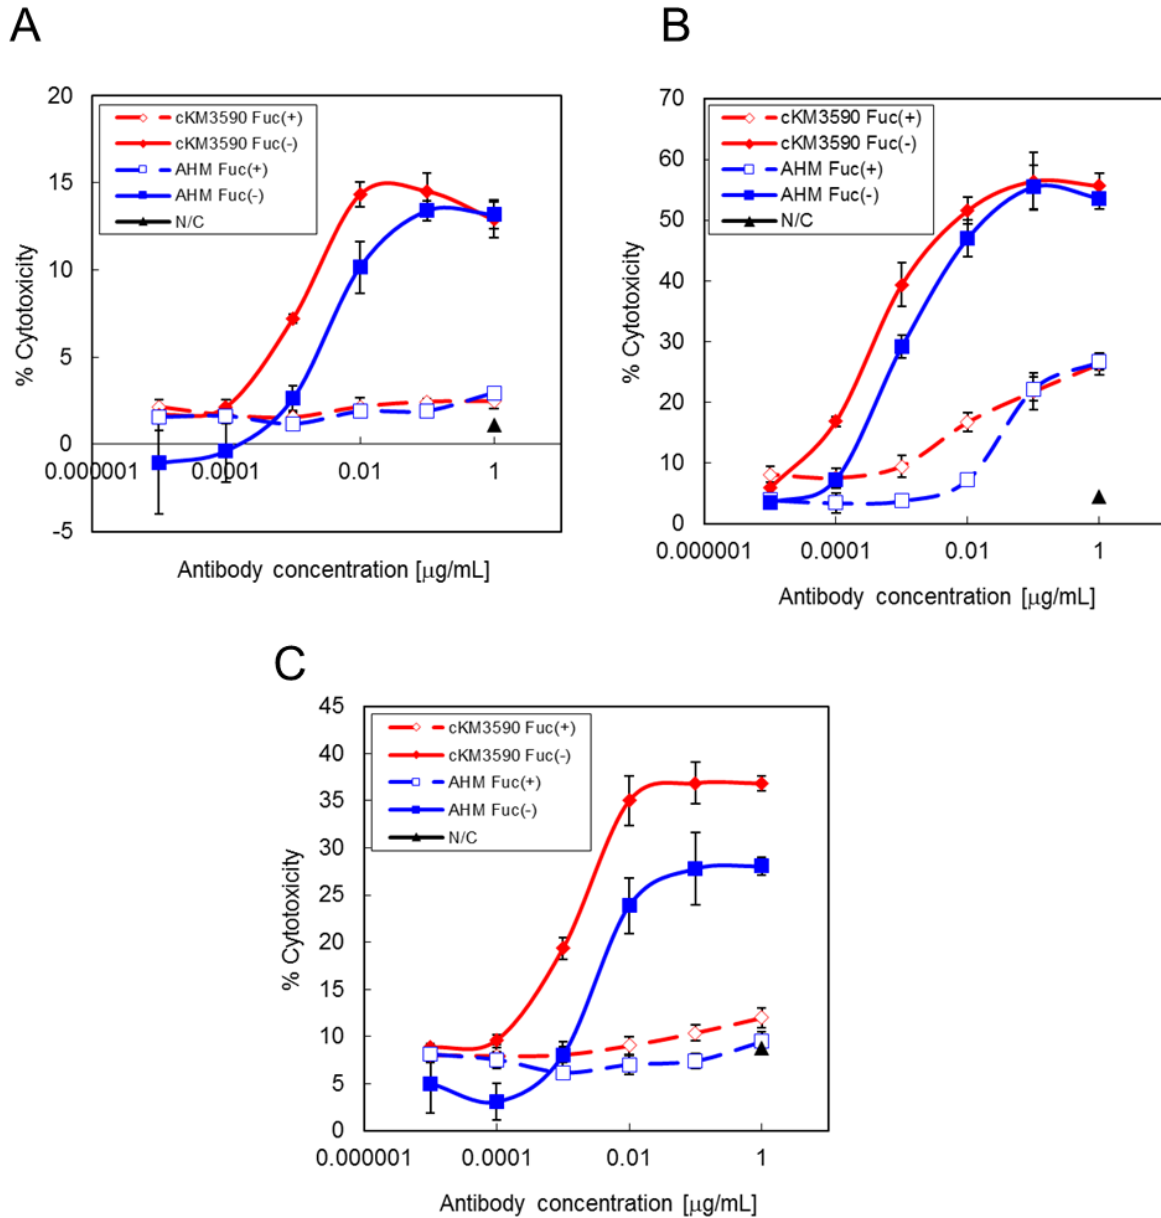 A
20
15
10
5
0
-5
% Cytotoxicity
cKM3590 Fuc(+)
cKM3590 Fuc(-)
AHM Fuc(+)
AHM Fuc(-)
N/C
0.000001 0.0001 0.01 1
Antibody concentration [μg/mL]
B
70
60
50
40
30
20
10
0
% Cytotoxicity
cKM3590 Fuc(+)
cKM3590 Fuc(-)
AHM Fuc(+)
AHM Fuc(-)
N/C
0.000001 0.0001 0.01 1
Antibody concentration [μg/mL]
C
45
40
35
30
25
20
15
10
5
0
% Cytotoxicity
cKM3590 Fuc(+)
cKM3590 Fuc(-)
AHM Fuc(+)
AHM Fuc(-)
N/C
0.000001 0.0001 0.01 1
Antibody concentration [μg/mL]